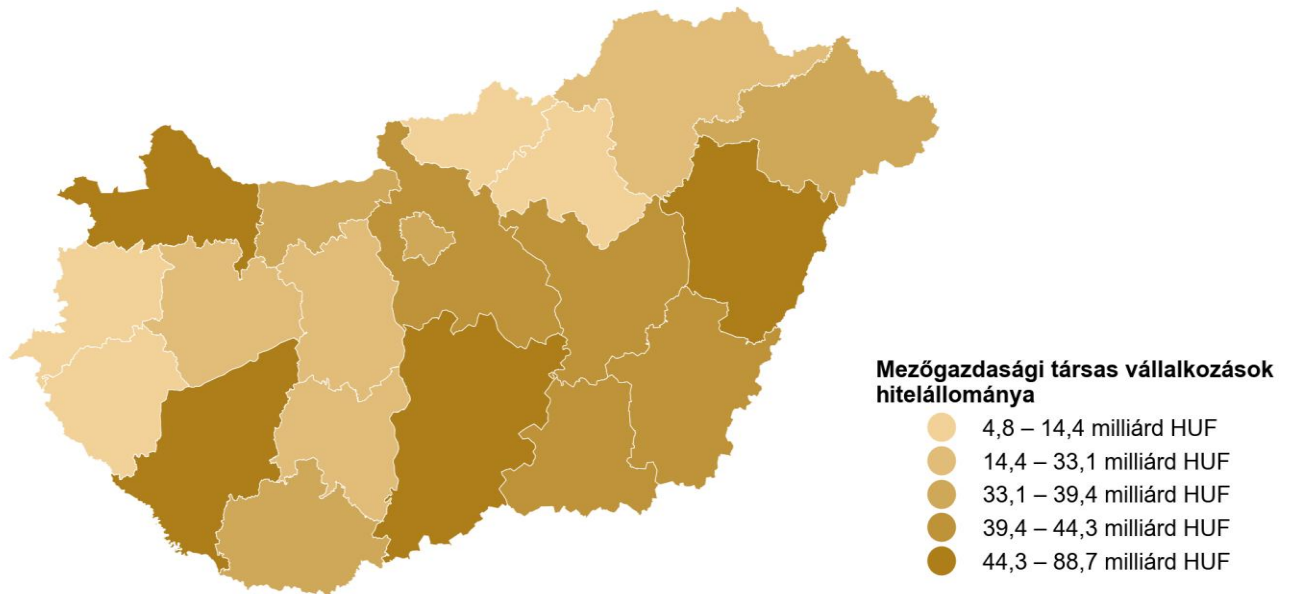 Mezőgazdasági társas vállalkozások
hitelállománya
4,8 – 14,4 milliárd HUF
14,4 – 33,1 milliárd HUF
33,1 – 39,4 milliárd HUF
39,4 – 44,3 milliárd HUF
44,3 – 88,7 milliárd HUF